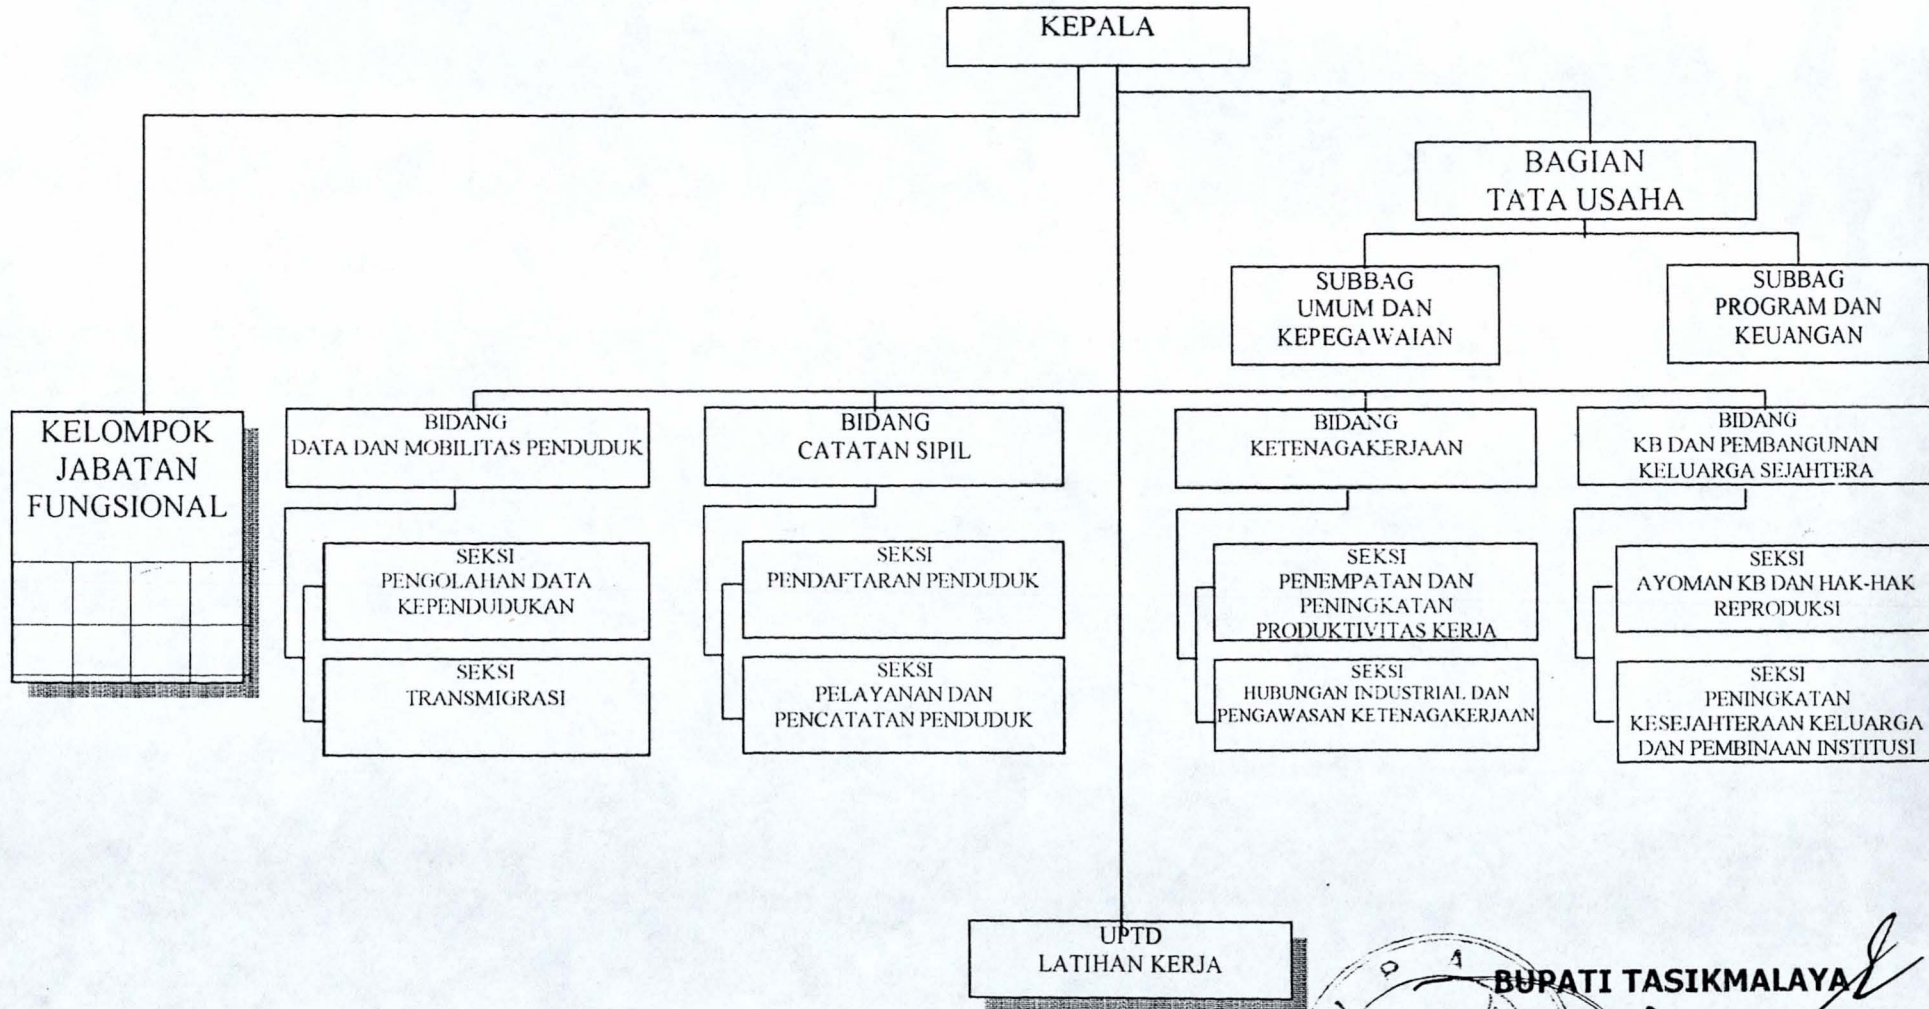 KEPALA
BAGIAN
TATA USAHA
SUBBAG
UMUM DAN
KEPEGAWAIAN
SUBBAG
PROGRAM DAN
KEUANGAN
KELOMPOK
JABATAN
FUNGSIONAL
BIDANG
DATA DAN MOBILITAS PENDUDUK
BIDANG
CATATAN SIPIL
BIDANG
KETENAGAKERJAAN
BIDANG
KB DAN PEMBANGUNAN
KELUARGA SEJAHTERA
SEKSI
PENGOLAHAN DATA
KEPENDUDUKAN
SEKSI
TRANSMIGRASI
SEKSI
PENDAFTARAN PENDUDUK
SEKSI
PELAYANAN DAN
PENCATATAN PENDUDUK
SEKSI
PENEMPATAN DAN
PENINGKATAN
PRODUKTIVITAS KERJA
SEKSI
HUBUNGAN INDUSTRIAL DAN
PENGAWASAN KETENAGAKERJAAN
SEKSI
AYOMAN KB DAN HAK-HAK
REPRODUKSI
SEKSI
PENINGKATAN
KESEJAHTERAAN KELUARGA
DAN PEMBINAAN INSTITUSI
UPTD
LATIHAN KERJA
BUPATI TASIKMALAYA